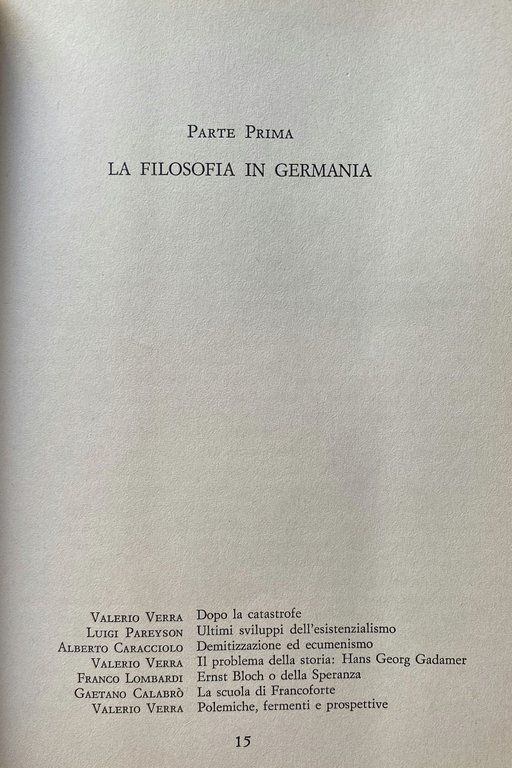 PARTE PRIMA
LA FILOSOFIA IN GERMANIA
VALERIO VERRA Dopo la catastrofe
LUIGI PAREYSON Ultimi sviluppi dell'esistenzialismo
ALBERTO CARACCIOLO Demitizzazione ed ecumenismo
VALERIO VERRA Il problema della storia: Hans Georg Gadamer
FRANCO LOMBARDI Ernst Bloch o della Speranza
GAETANO CALABRÒ La scuola di Francoforte
VALERIO VERRA Polemiche, fermenti e prospettive
15